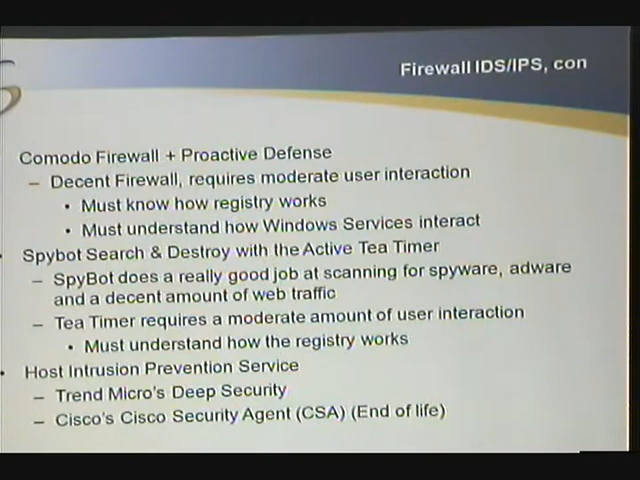 Firewall IDS/IPS, con
Comodo Firewall + Proactive Defense
– Decent Firewall, requires moderate user interaction
• Must know how registry works
• Must understand how Windows Services interact
• Spybot Search & Destroy with the Active Tea Timer
– SpyBot does a really good job at scanning for spyware, adware
and a decent amount of web traffic
– Tea Timer requires a moderate amount of user interaction
• Must understand how the registry works
• Host Intrusion Prevention Service
– Trend Micro's Deep Security
– Cisco's Cisco Security Agent (CSA) (End of life)